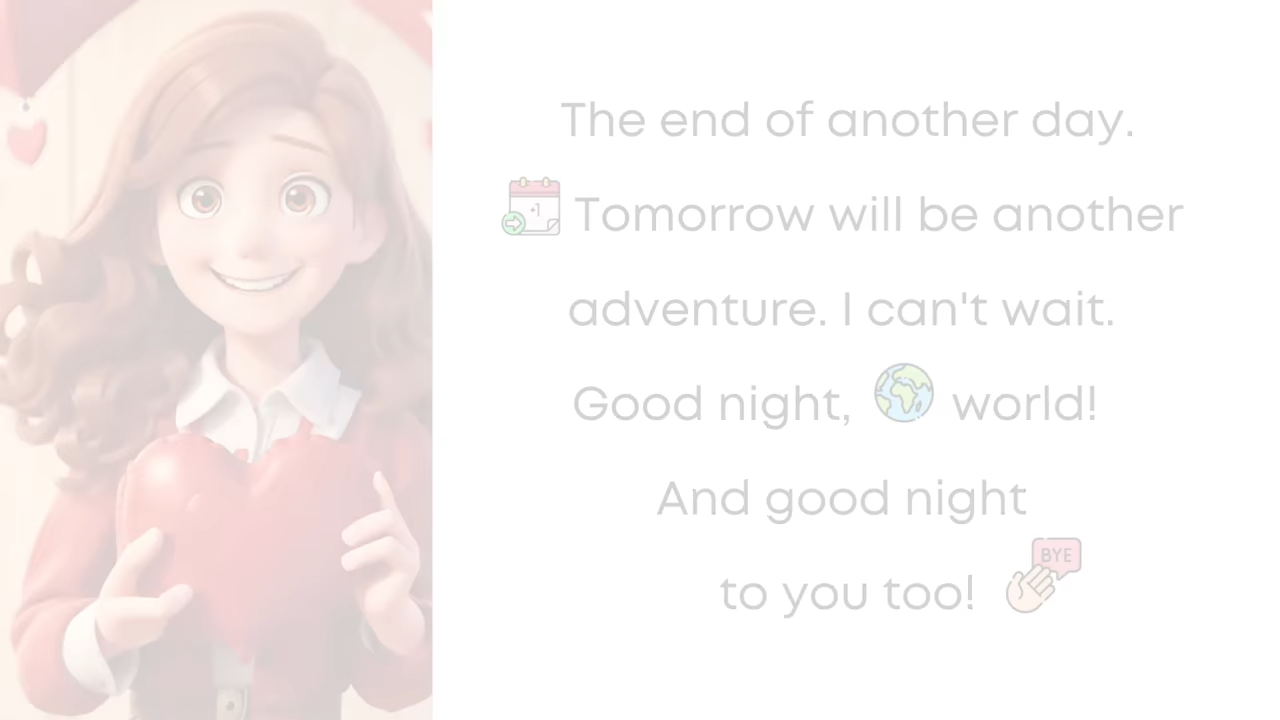 The end of another day.
+1 Tomorrow will be another
adventure. I can't wait.
Good night, world!
And good night
BYE
to you too!